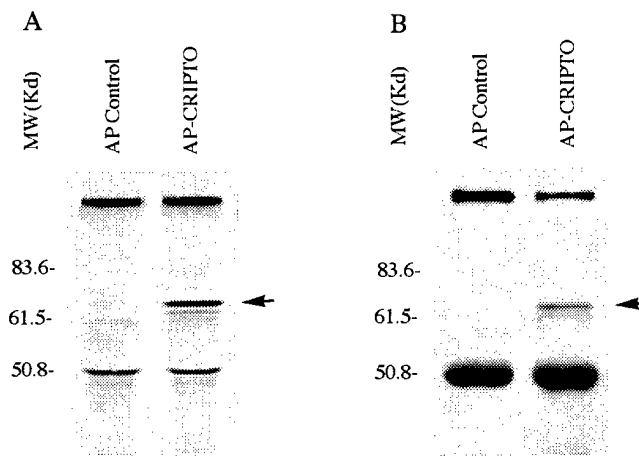 A
MW(Kd)
AP Control
AP-CRIPTO
83.6-
61.5-
50.8-
B
MW(Kd)
AP Control
AP-CRIPTO
83.6-
61.5-
50.8-